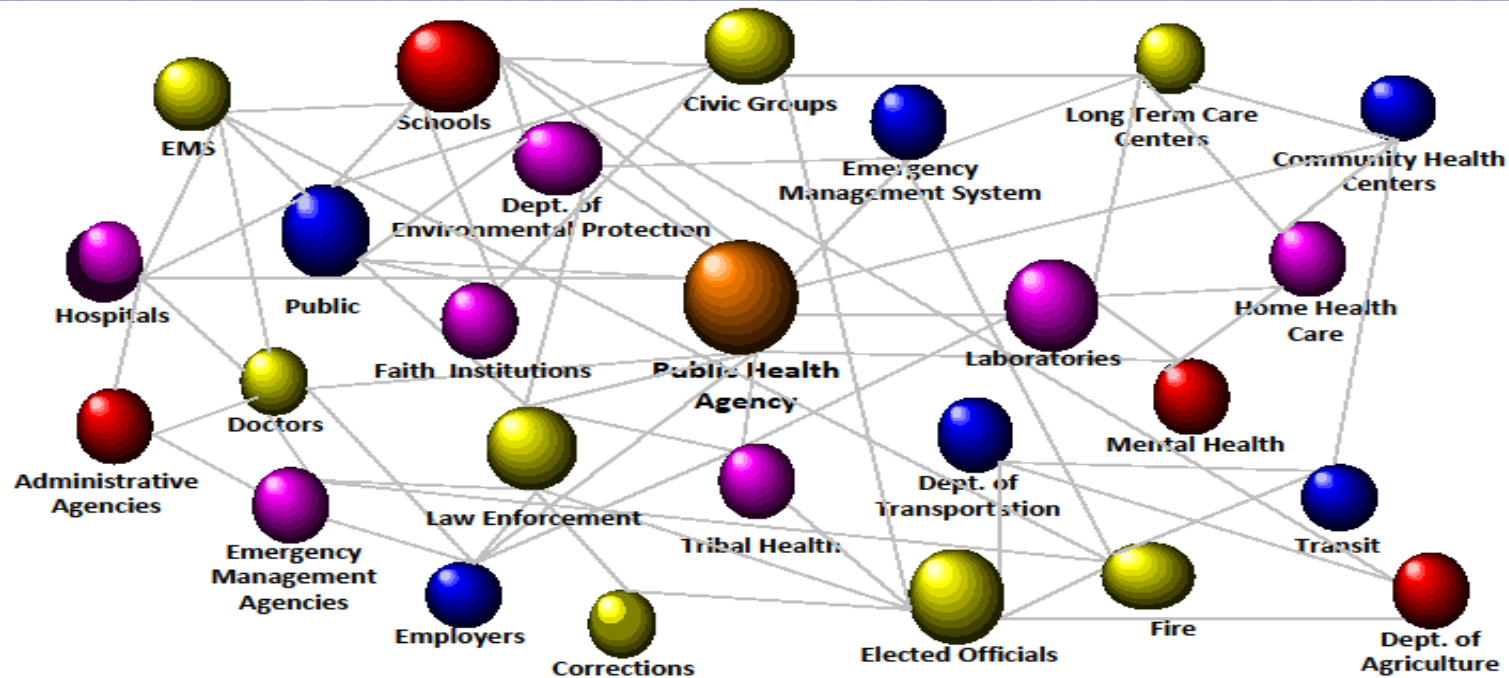 Civic Groups
Schools
EMS
Long Term Care
Centers
Community Health
Centers
Emergency
Management System
Dept. of
Environmental Protection
Public
Hospitals
Home Health
Care
Laboratories
Faith Institutions
Public Health
Agency
Doctors
Mental Health
Administrative
Agencies
Dept. of
Transportation
Law Enforcement
Tribal Health
Transit
Emergency
Management
Agencies
Employers
Corrections
Elected Officials
Fire
Dept. of
Agriculture